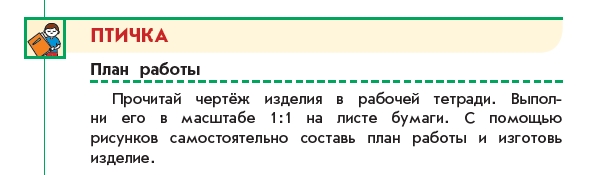 ПТИЧКА
План работы
Прочитай чертёж изделия в рабочей тетради. Выпол-
ни его в масштабе 1:1 на листе бумаги. С помощью
рисунков самостоятельно составь план работы и изготовь
изделие.